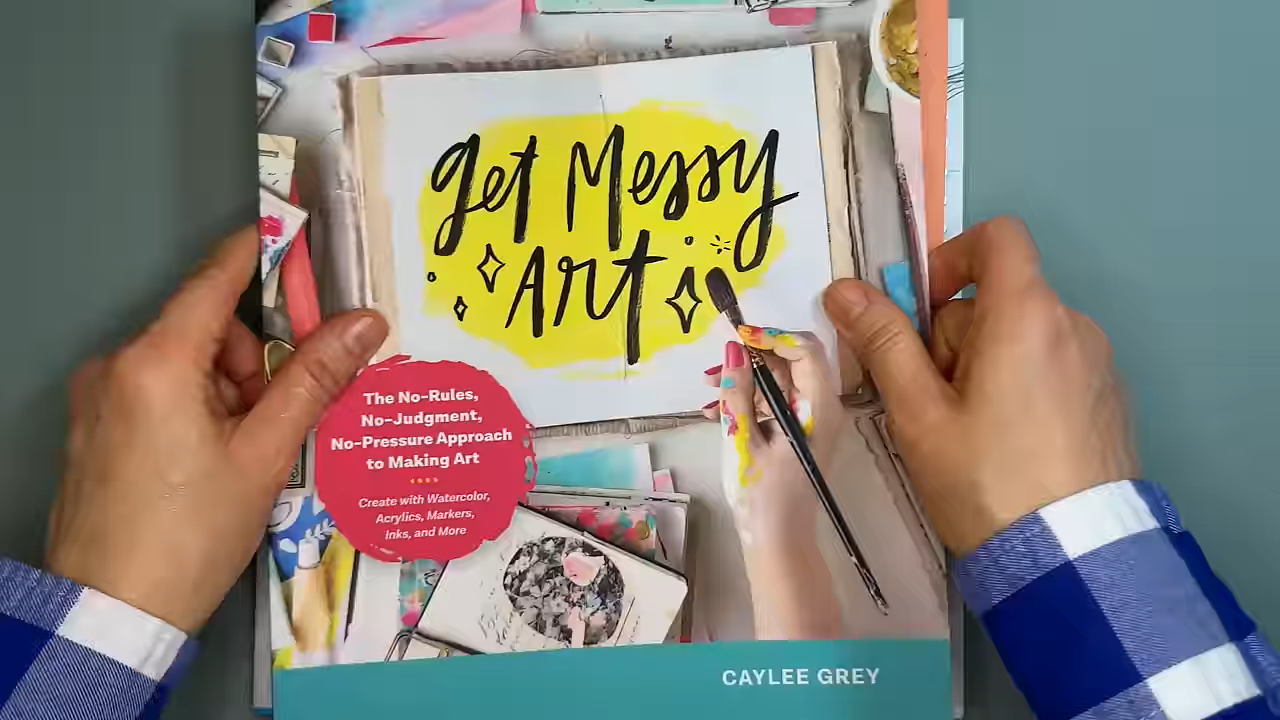 get Messy
Art
The No-Rules,
No-Judgment,
No-Pressure Approach
to Making Art
Create with Watercolor,
Acrylics, Markers,
Inks, and More
CAYLEE GREY